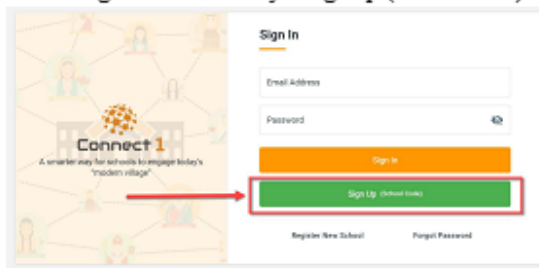 Sign In
Email Address
Password
Connect 1
A smarter way for schools to engage today's
"modern village"
Sign In
Sign Up (School Code)
Register New School
Forgot Password